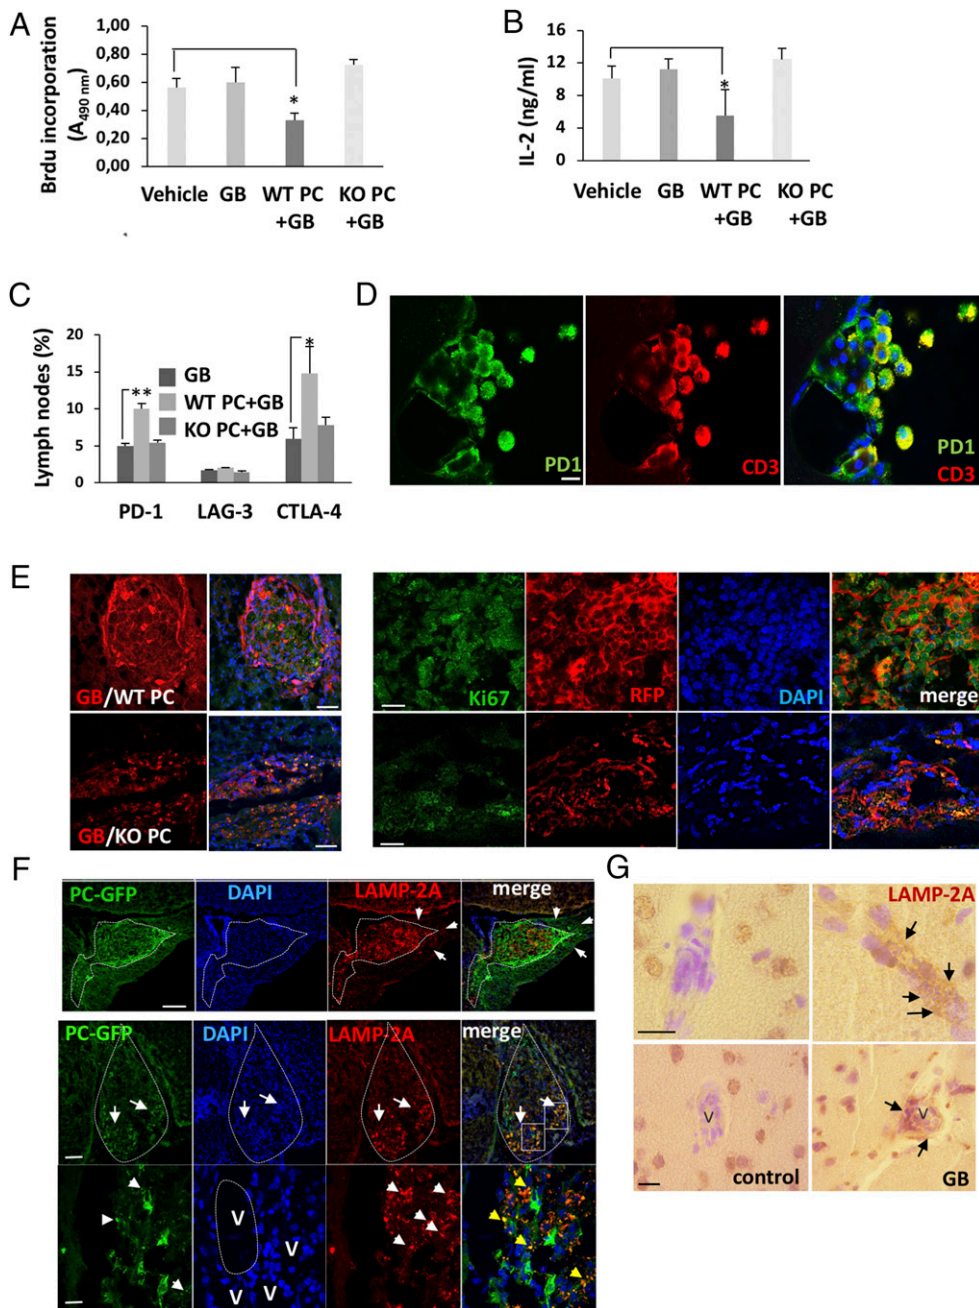 A
Brdu incorporation
(A490 nm)
1,00
0,80
0,60
0,40
0,20
0,00
*
Vehicle GB WT PC KO PC
+GB +GB
B
IL-2 (ng/ml)
16
12
8
4
0
*
Vehicle GB WT PC KO PC
+GB +GB
C
Lymph nodes (%)
20
15
10
5
0
**
*
GB
WT PC+GB
KO PC+GB
PD-1 LAG-3 CTLA-4
D
PD1
CD3
PD1
CD3
E
GB/WT PC
Ki67
RFP
DAPI
merge
GB/KO PC
F
PC-GFP DAPI LAMP-2A merge
PC-GFP DAPI LAMP-2A merge
V
V
V V
G
LAMP-2A
V
control
V
GB